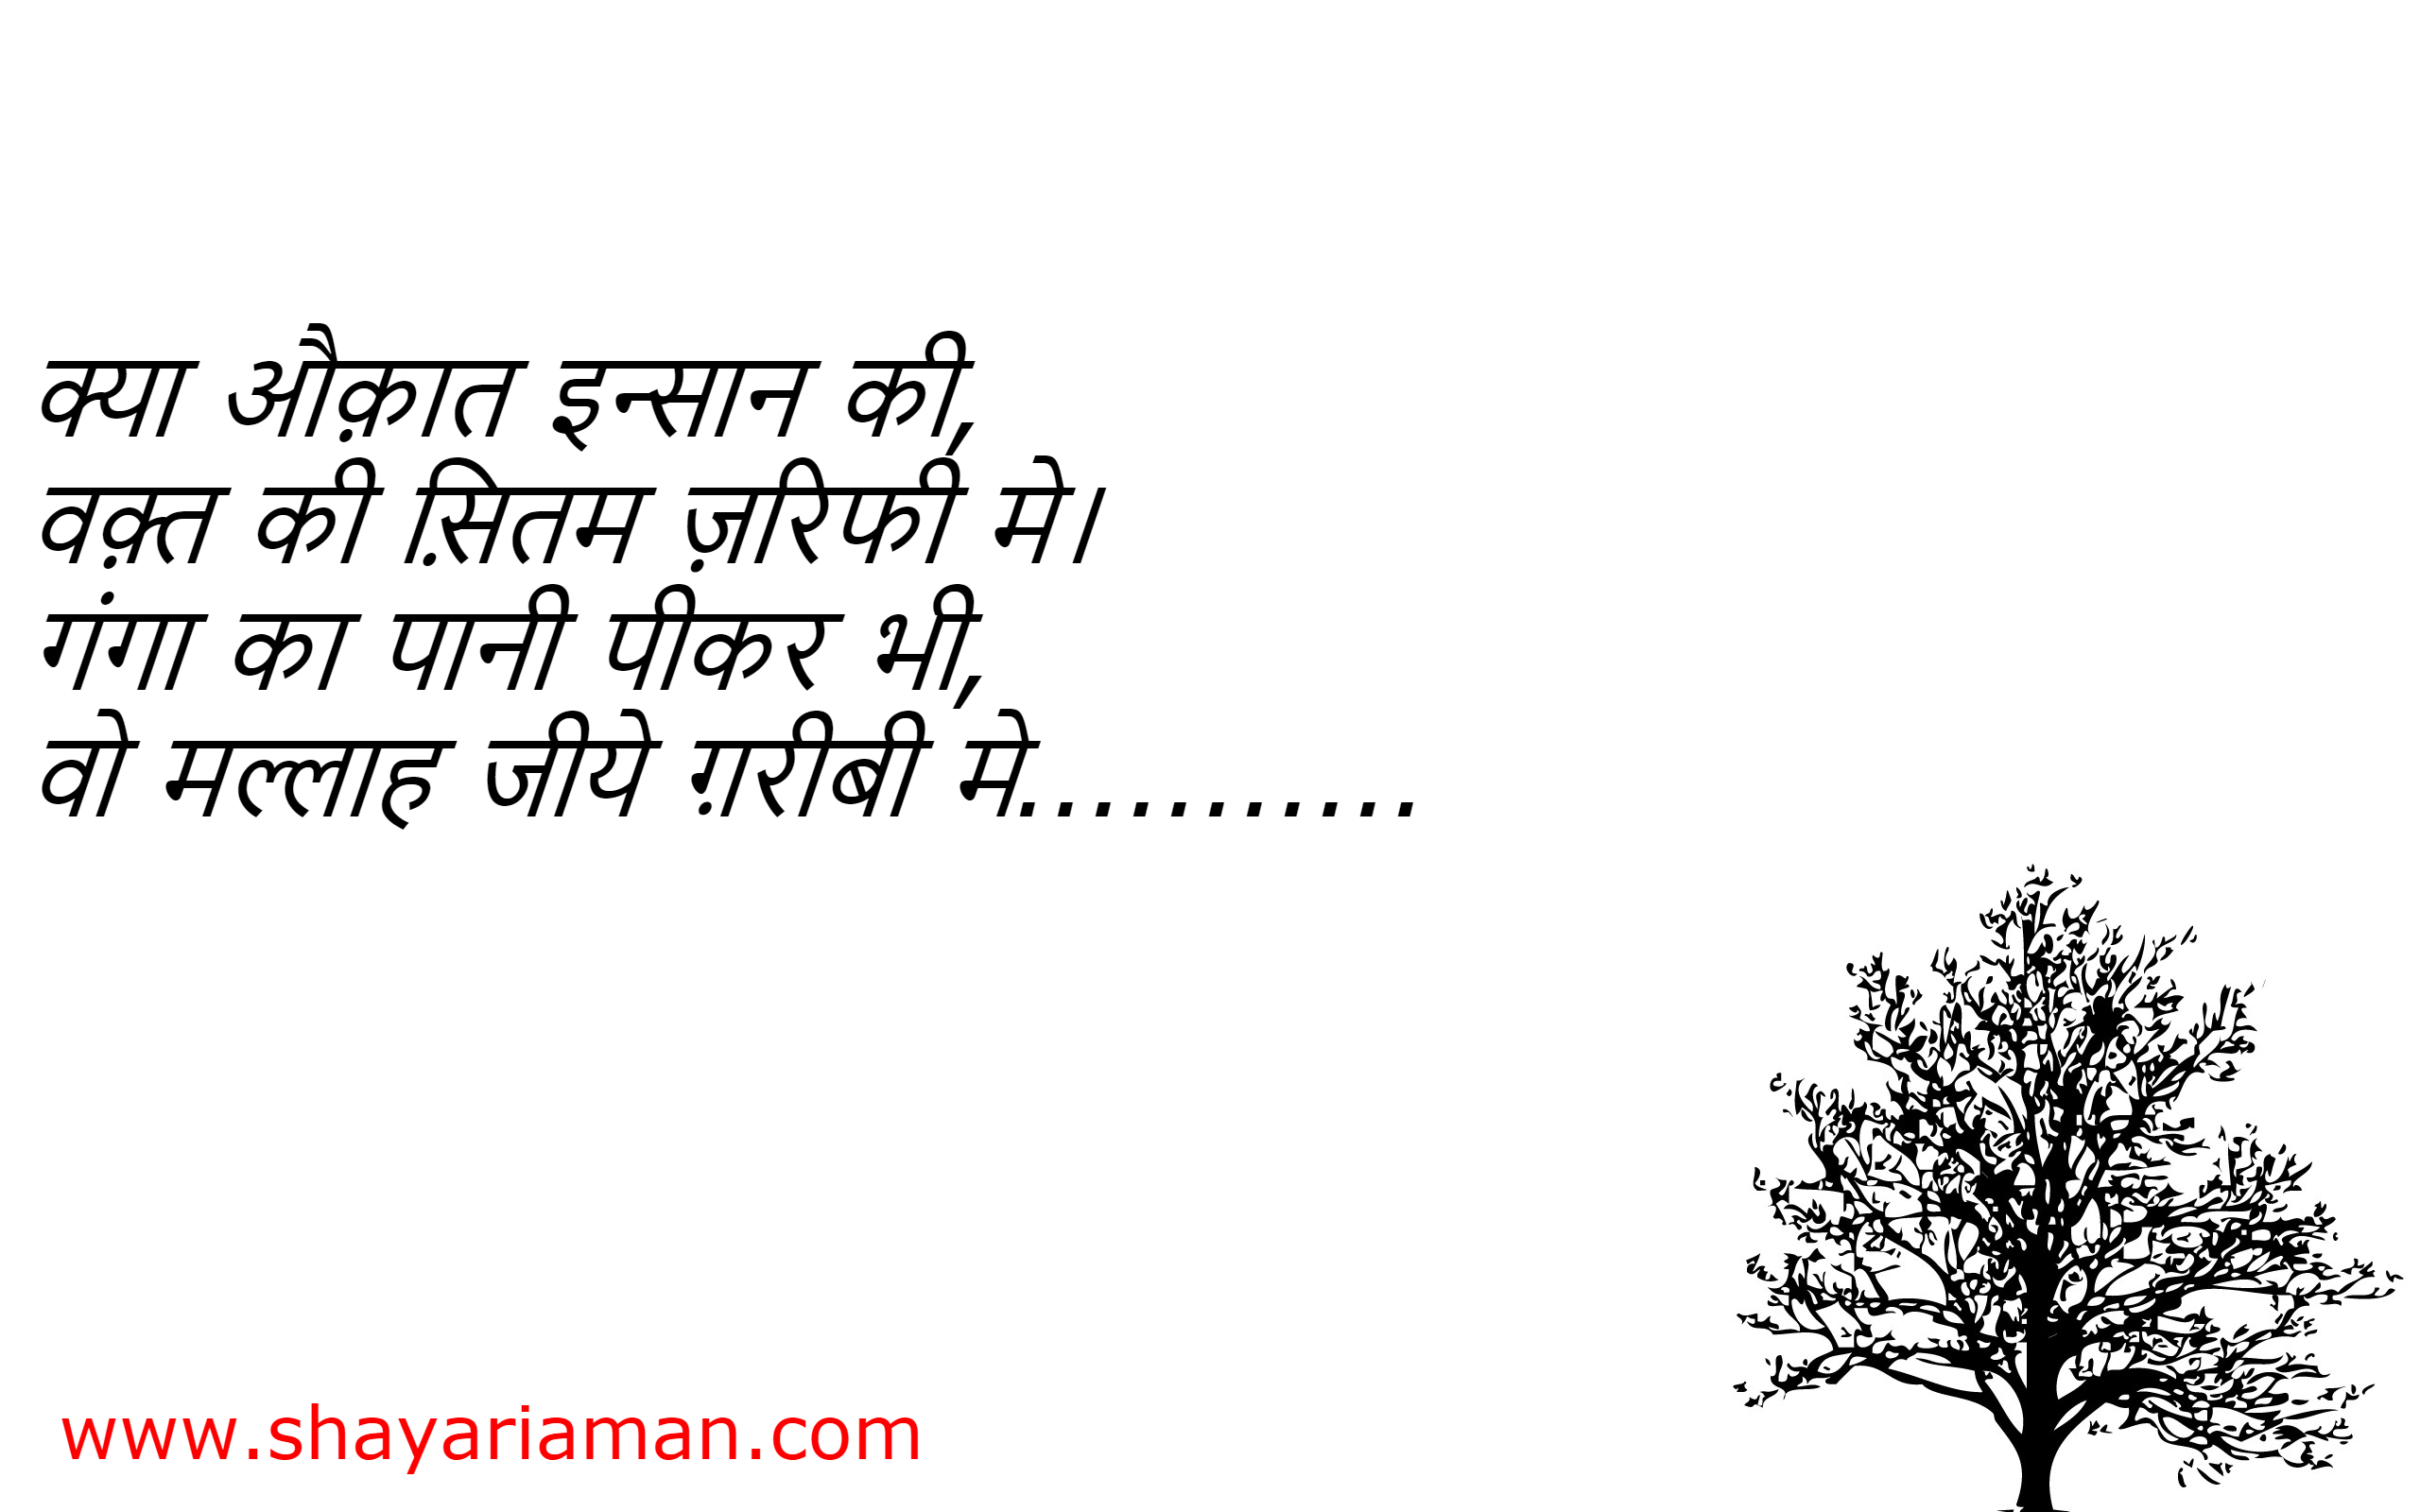 क्या औक़ात इन्सान की,
वक़्त की स़ितम ज़रिफी मे।
गंगा का पानी पीकर भी,
वो मल्लाह जीये ग़रीबी मे...........
www.shayariaman.com